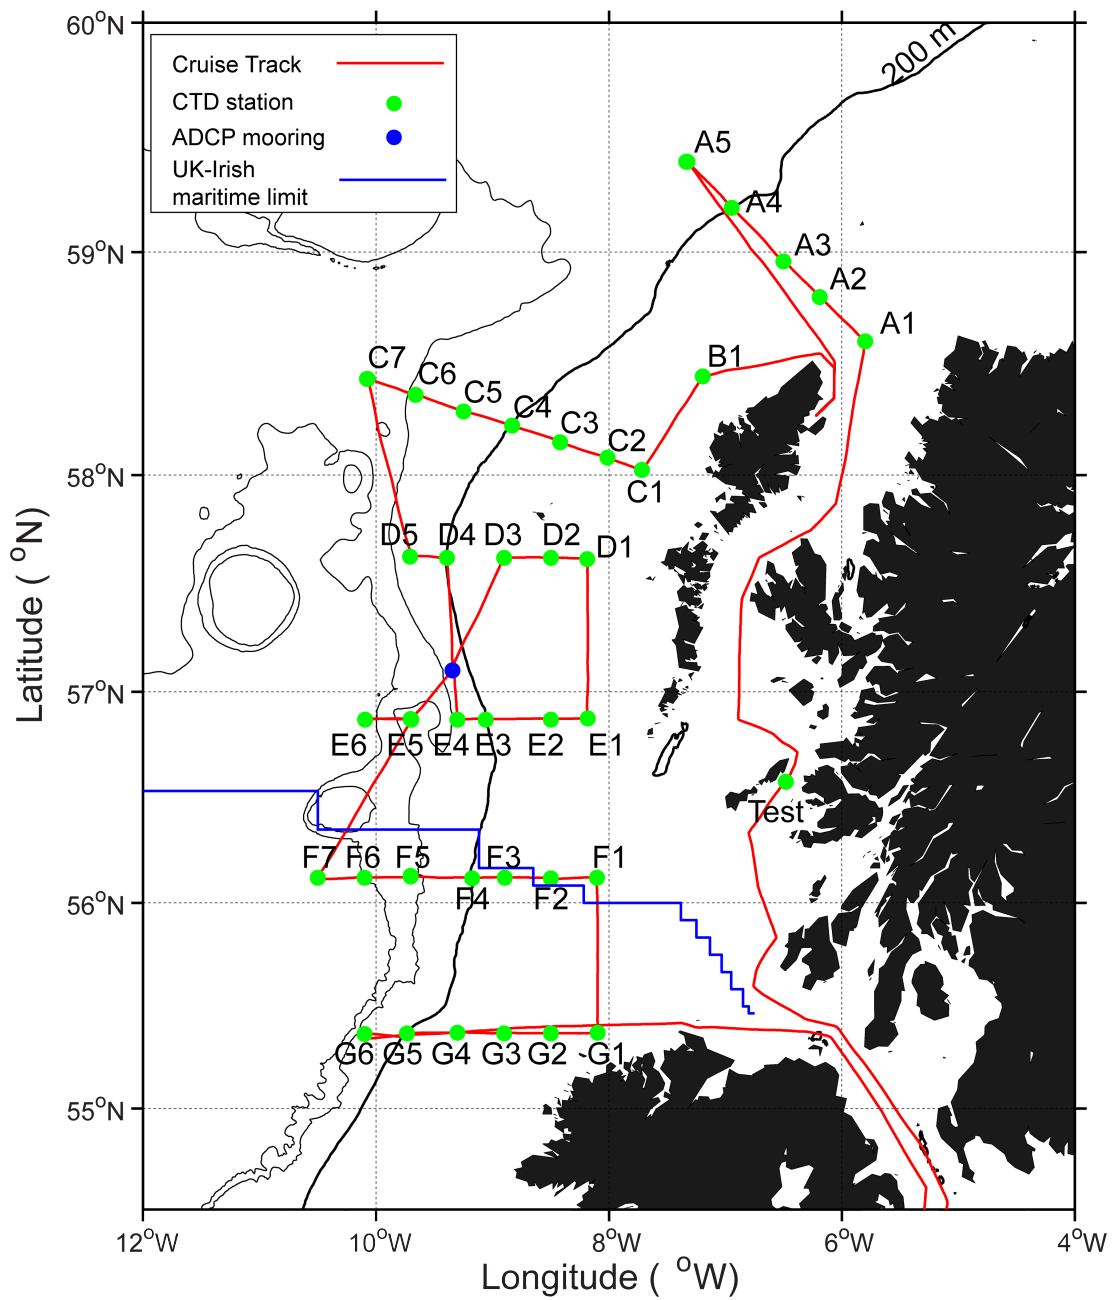 60°N
Cruise Track
CTD station
ADCP mooring
UK-Irish
maritime limit
200 m
A5
A4
59°N
A3
A2
A1
C7
B1
C6
C5
C4
C3
C2
58°N
C1
D5
D4
D3
D2
D1
Latitude ( °N)
57°N
E6
E5
E4
E3
E2
E1
Test
F7
F6
F5
F3
F1
F4
F2
56°N
G6
G5
G4
G3
G2
G1
55°N
12°W
10°W
8°W
6°W
4°W
Longitude ( °W)